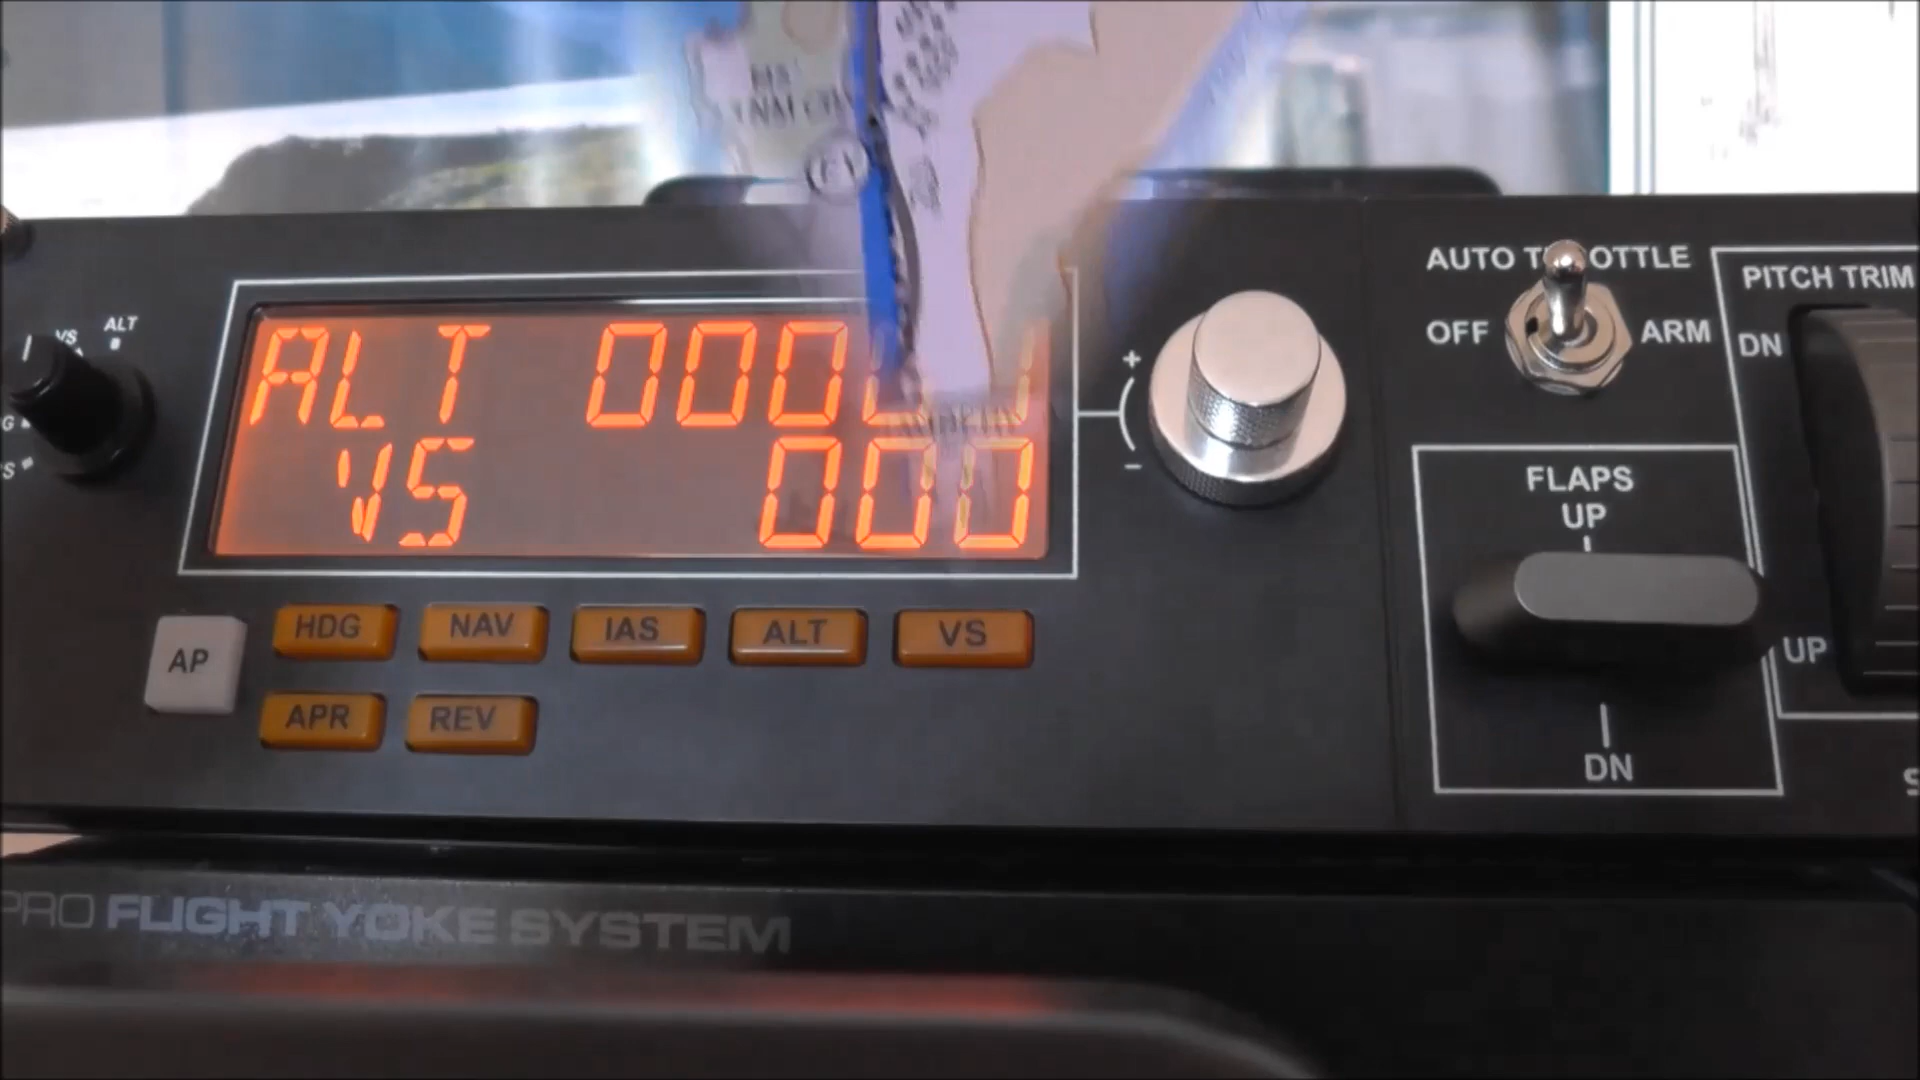 AUTO THROTTLE
OFF
ARM
PITCH TRIM
DN
UP
VS
ALT
ALT 000
VS 000
+
-
FLAPS
UP
DN
AP
HDG
NAV
IAS
ALT
VS
APR
REV
PRO FLIGHT YOKE SYSTEM